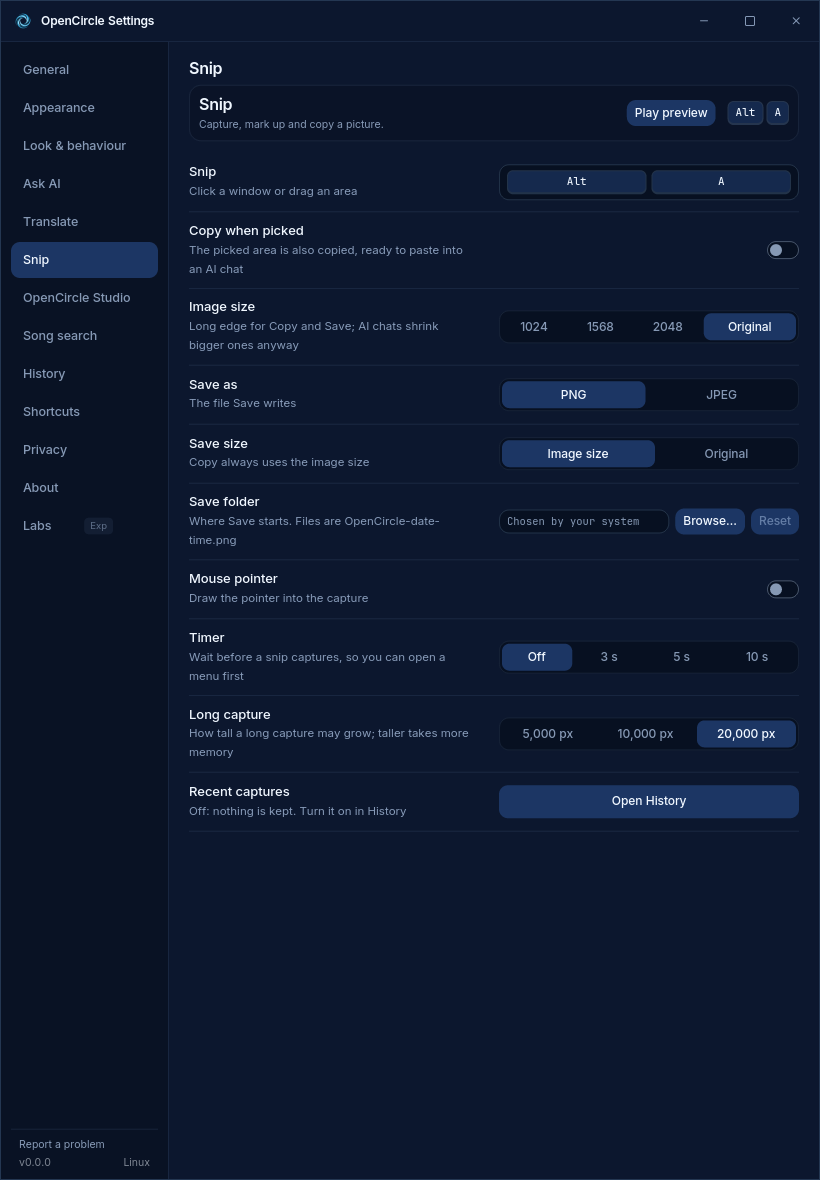 OpenCircle Settings
General
Appearance
Look & behaviour
Ask AI
Translate
Snip
OpenCircle Studio
Song search
History
Shortcuts
Privacy
About
Labs Exp
Report a problem
v0.0.0 Linux
Snip
Snip
Capture, mark up and copy a picture.
Play preview Alt A
Snip
Click a window or drag an area
Alt A
Copy when picked
The picked area is also copied, ready to paste into
an AI chat
Image size
Long edge for Copy and Save; AI chats shrink
bigger ones anyway
1024 1568 2048 Original
Save as
The file Save writes
PNG JPEG
Save size
Copy always uses the image size
Image size Original
Save folder
Where Save starts. Files are OpenCircle-date-
time.png
Chosen by your system Browse... Reset
Mouse pointer
Draw the pointer into the capture
Timer
Wait before a snip captures, so you can open a
menu first
Off 3 s 5 s 10 s
Long capture
How tall a long capture may grow; taller takes more
memory
5,000 px 10,000 px 20,000 px
Recent captures
Off: nothing is kept. Turn it on in History
Open History